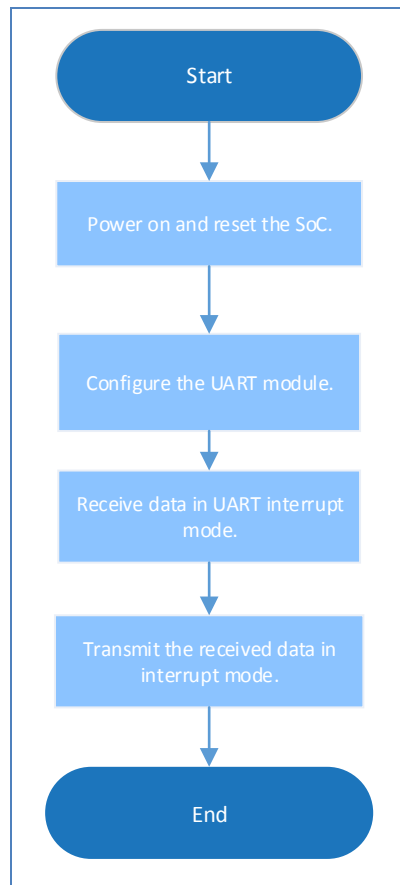 Start
Power on and reset the SoC.
Configure the UART module.
Receive data in UART interrupt
mode.
Transmit the received data in
interrupt mode.
End